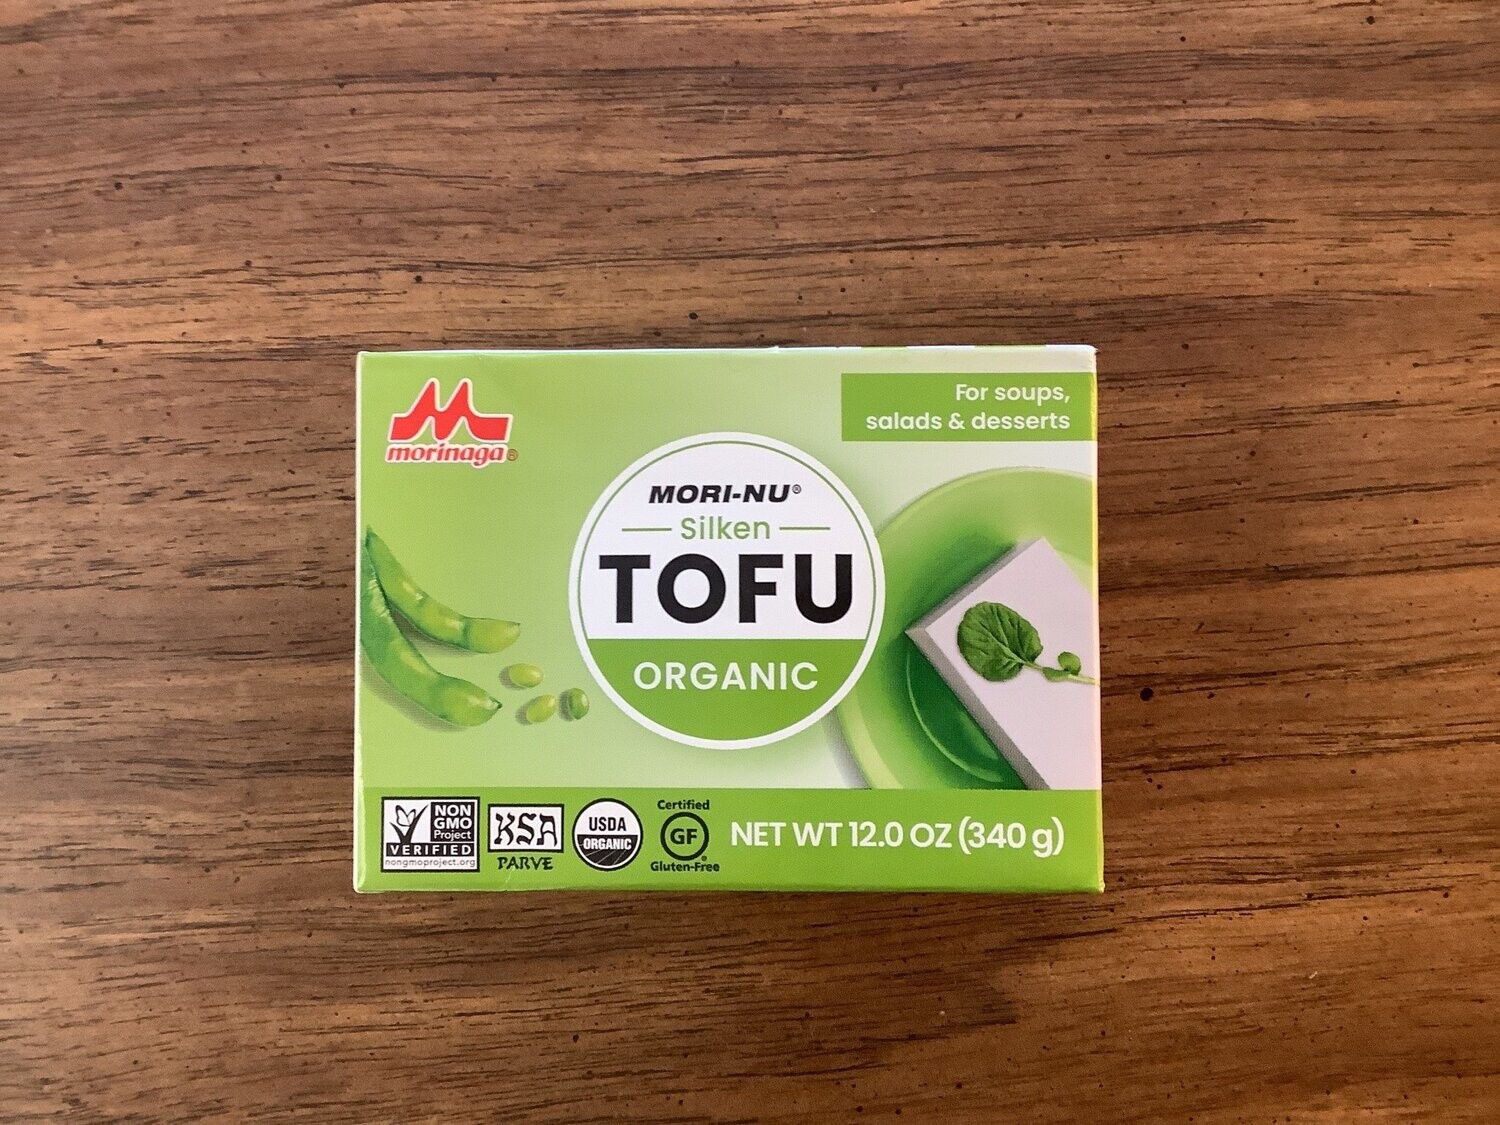 morinaga®
For soups,
salads & desserts
MORI-NU®
Silken
TOFU
ORGANIC
NON
GMO
Project
VERIFIED
nongmoproject.org
KSA
PARVE
USDA
ORGANIC
Certified
GF
Gluten-Free
NET WT 12.0 OZ (340 g)